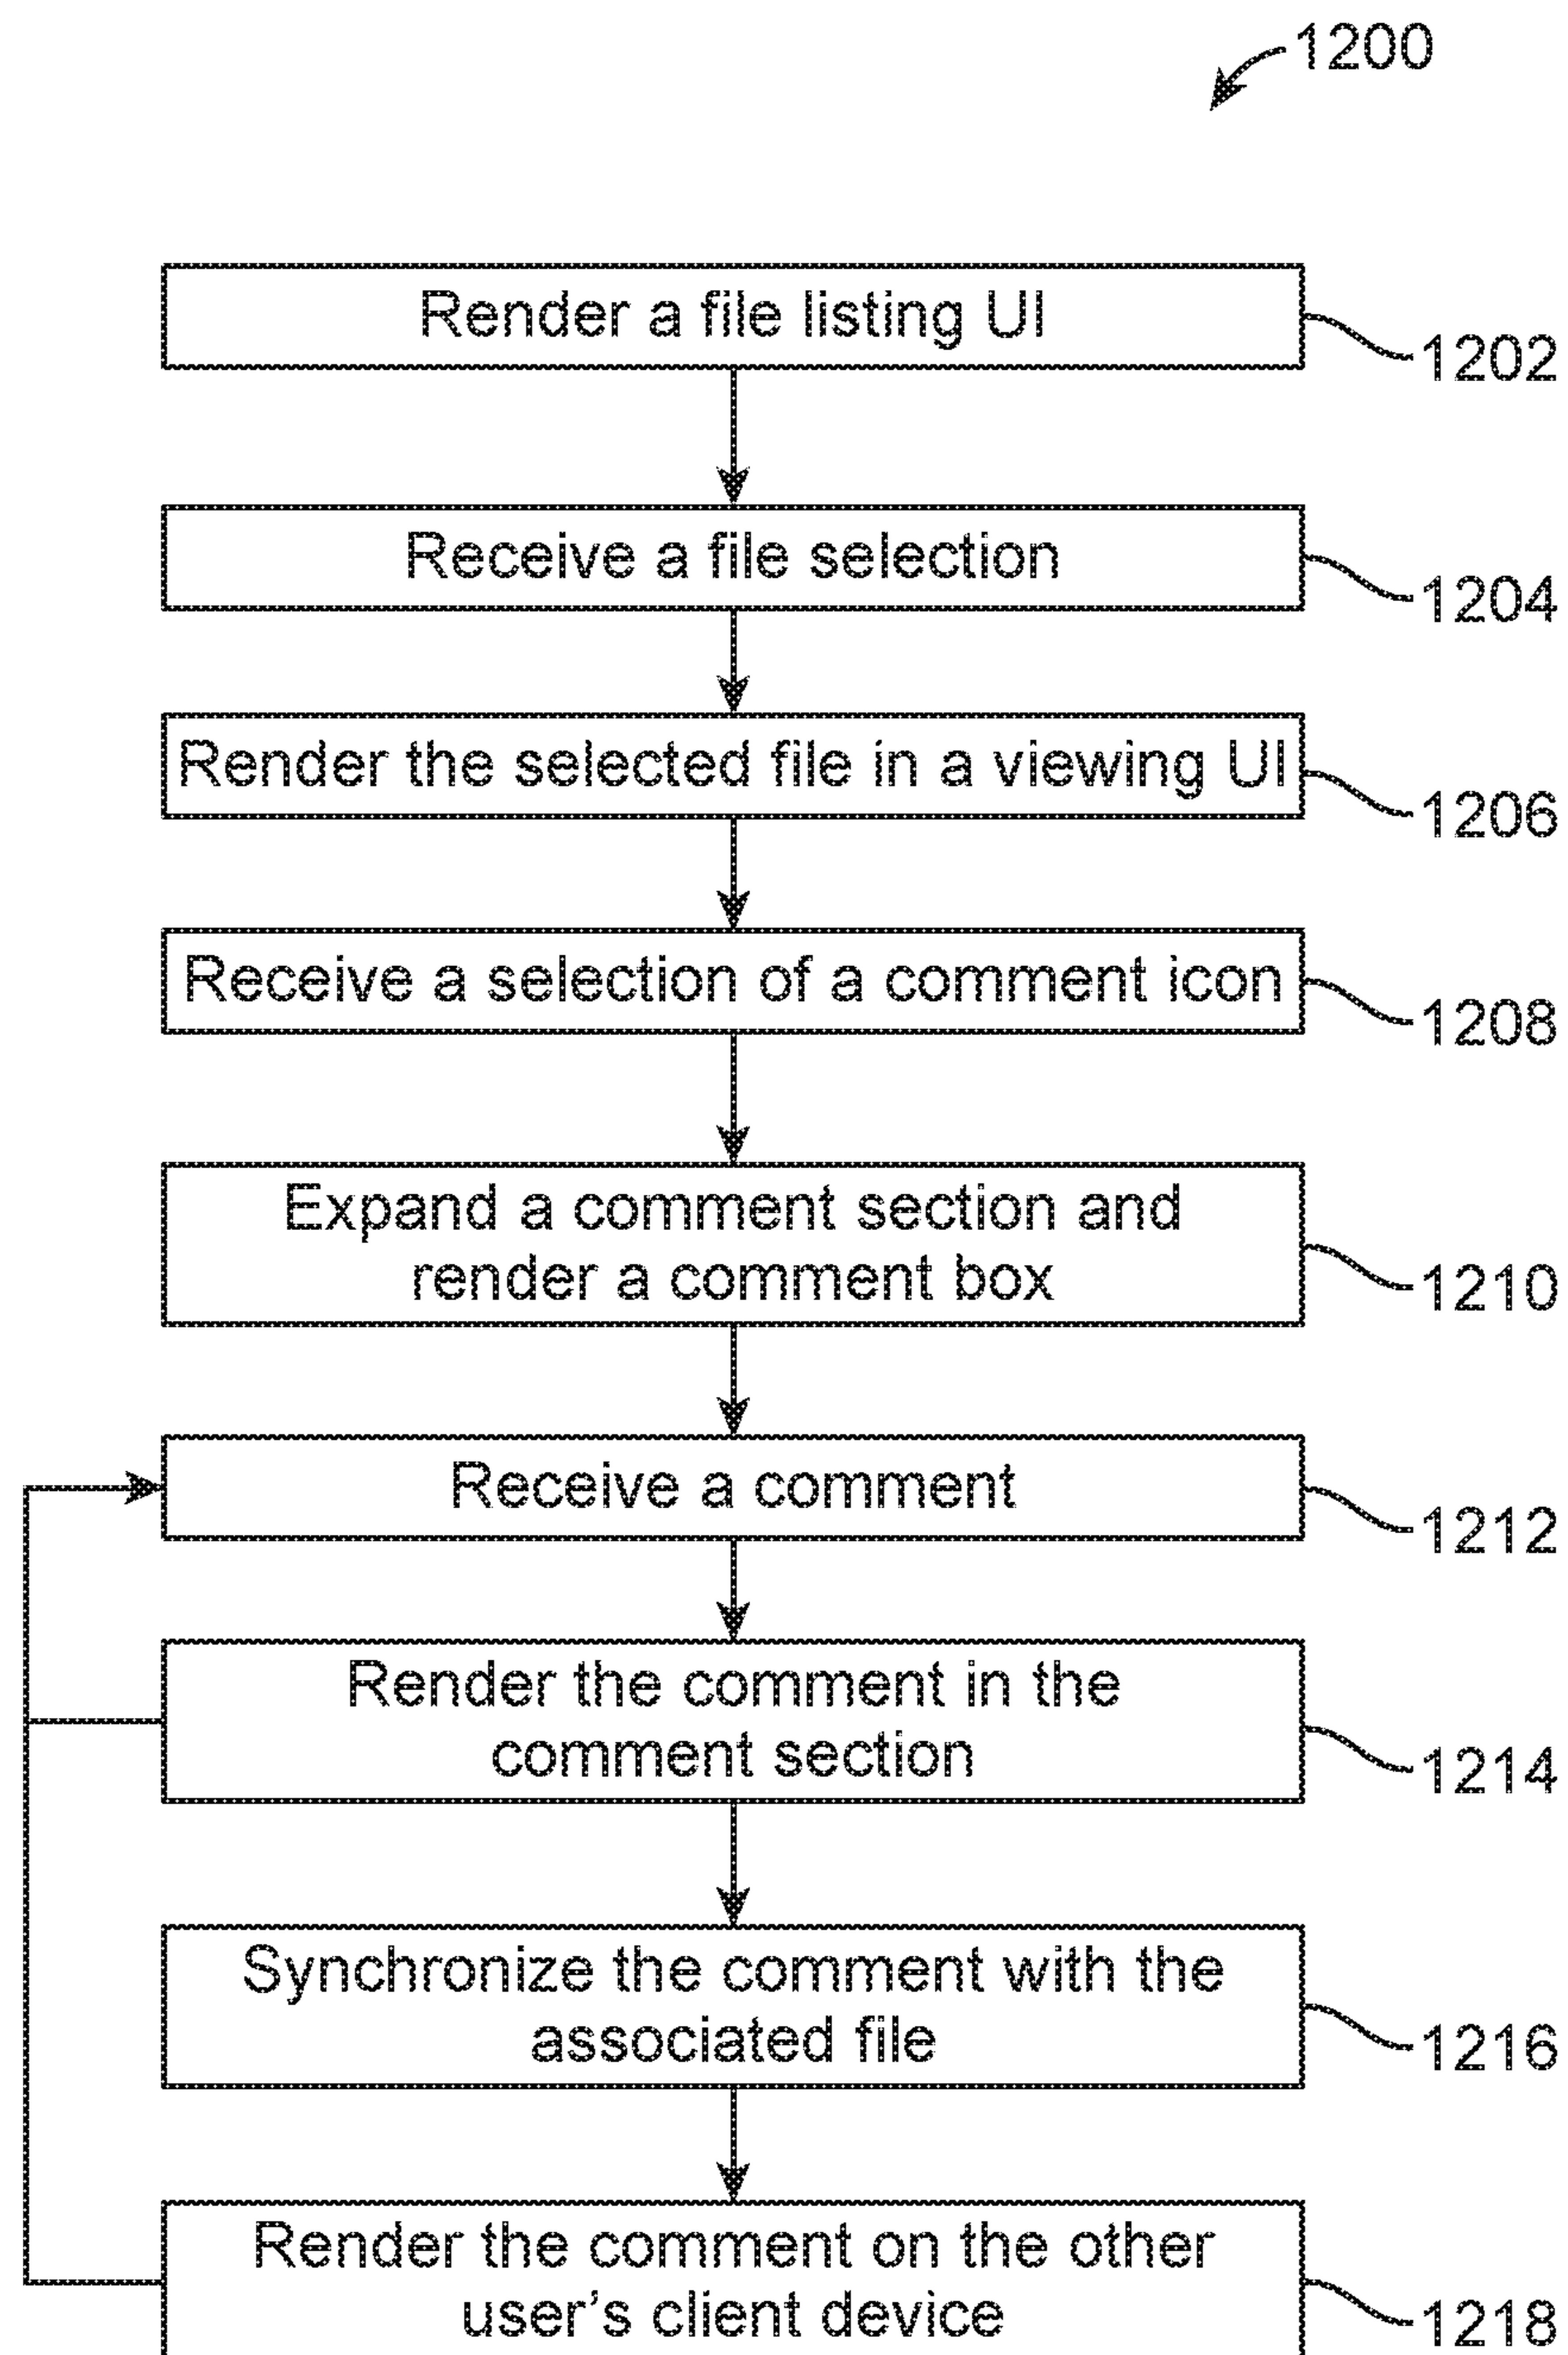 1200
Render a file listing UI
1202
Receive a file selection
1204
Render the selected file in a viewing UI
1206
Receive a selection of a comment icon
1208
Expand a comment section and
render a comment box
1210
Receive a comment
1212
Render the comment in the
comment section
1214
Synchronize the comment with the
associated file
1216
Render the comment on the other
user's client device
1218